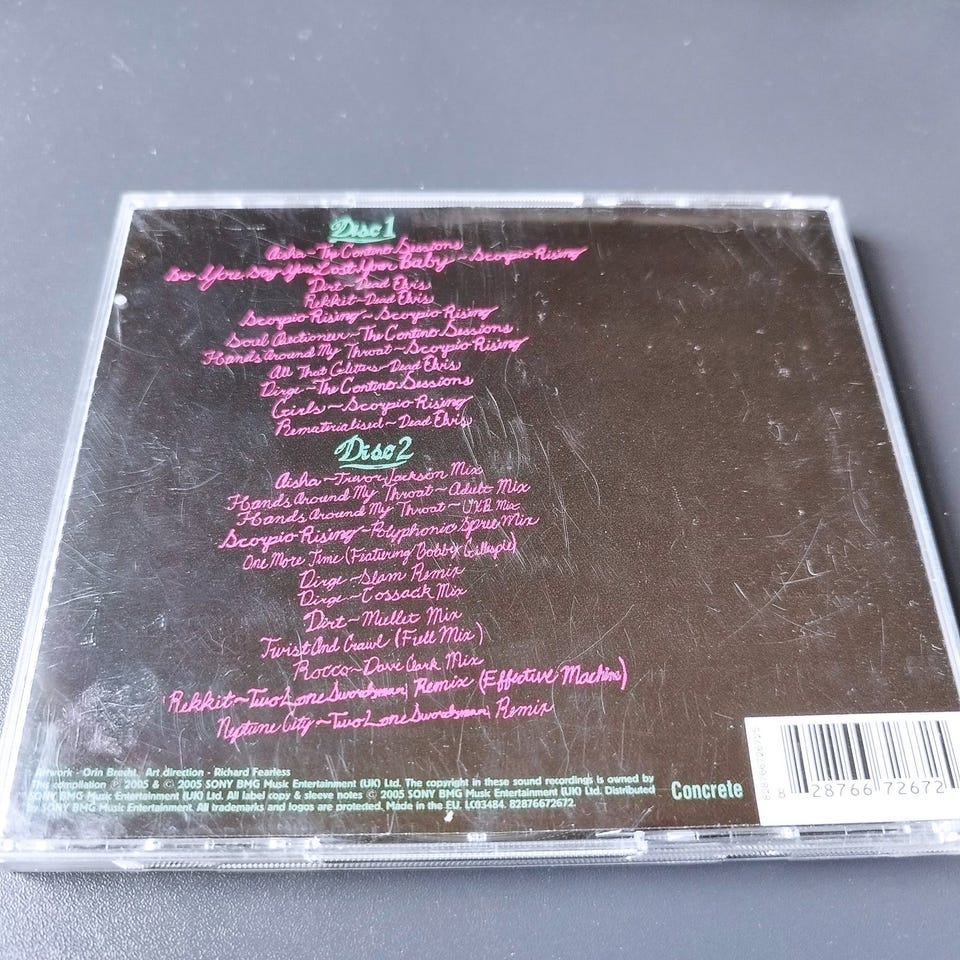 Disc 1
Aisha ~ The Contino Sessions
So You Say You Lost Your Baby ~ Scorpio Rising
Dirt ~ Dead Elvis
Rekkit ~ Dead Elvis
Scorpio Rising ~ Scorpio Rising
Soul Auctioneer ~ The Contino Sessions
Hands Around My Throat ~ Scorpio Rising
All That Glitters ~ Dead Elvis
Dirge ~ The Contino Sessions
Girls ~ Scorpio Rising
Rematerialised ~ Dead Elvis
Disc 2
Aisha ~ Trevor Jackson Mix
Hands Around My Throat ~ Adult Mix
Hands Around My Throat ~ UXB Mix
Scorpio Rising ~ Polyphonic Spree Mix
One More Time (Featuring Bobby Gillespie)
Dirge ~ Slam Remix
Dirge ~ Cossack Mix
Dirt ~ Mullet Mix
Twist And Crawl (Full Mix)
Rocco ~ Dave Clark Mix
Rekkit ~ Two Lone Swordsman Remix (Effective Machine)
Neptune City ~ Two Lone Swordsman Remix
Artwork - Orin Brecht. Art direction - Richard Fearless
This compilation ℗ 2005 & © 2005 SONY BMG Music Entertainment (UK) Ltd. The copyright in these sound recordings is owned by
SONY BMG Music Entertainment (UK) Ltd. All label copy & sleeve notes © 2005 SONY BMG Music Entertainment (UK) Ltd. Distributed
by SONY BMG Music Entertainment. All trademarks and logos are protected. Made in the EU. LC03484. 82876672672.
Concrete
8 28766 72672